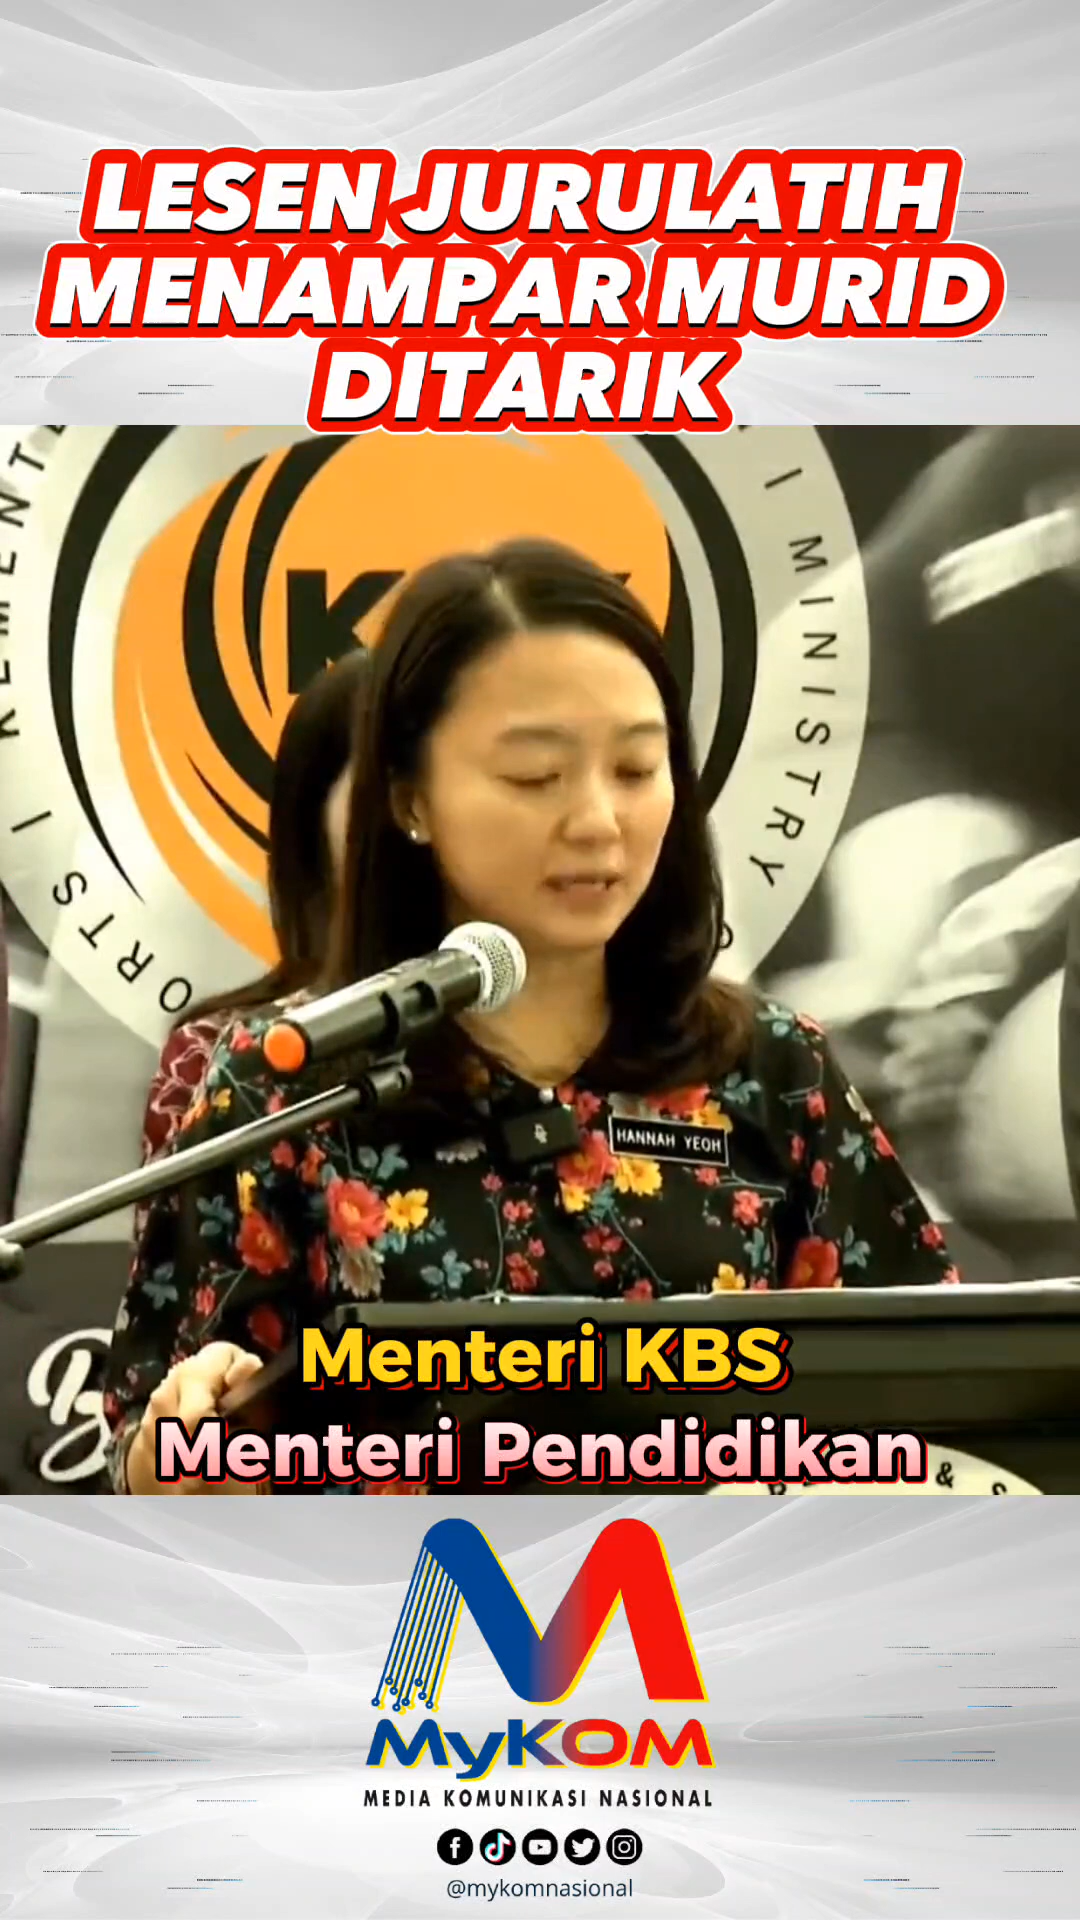 LESEN JURULATIH
MENAMPAR MURID
DITARIK
MINISTRY
HANNAH YEOH
Menteri KBS
Menteri Pendidikan
MyKOM
MEDIA KOMUNIKASI NASIONAL
@mykomnasional